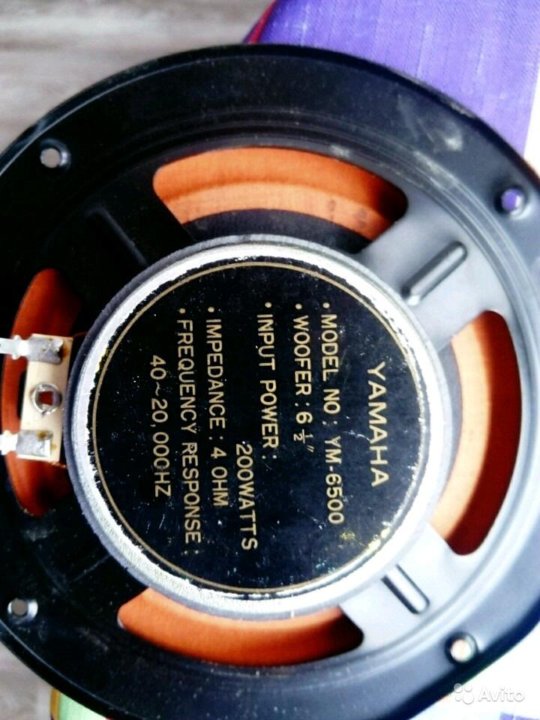 YAMAHA
• MODEL NO : YM-6500
• WOOFER : 6 ½"
• INPUT POWER :
200WATTS
• IMPEDANCE : 4 OHM
• FREQUENCY RESPONSE :
40~20,000HZ
Avito